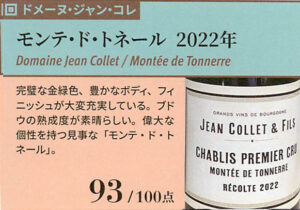 回 ドメーヌ・ジャン・コレ
モンテ・ド・トネール 2022年
Domaine Jean Collet / Montée de Tonnerre
完璧な金緑色、豊かなボディ、フィ
ニッシュが大変充実している。ブド
ウの熟成度が素晴らしい。偉大な
個性を持つ見事な「モンテ・ド・ト
ネール」。
93/100点
GRANDS VINS DE BOURGOGNE
JEAN COLLET & FILS
CHABLIS PREMIER CRU
MONTÉE DE TONNERRE
RÉCOLTE 2022